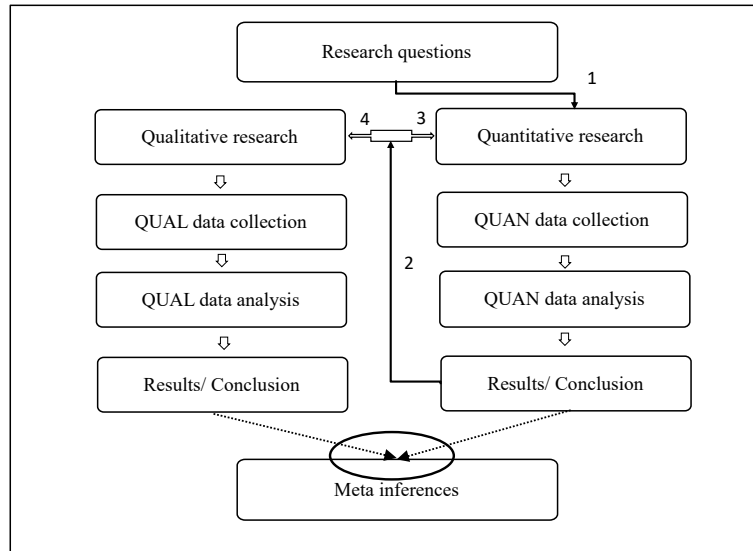 Research questions
1
4
3
Qualitative research
Quantitative research
QUAL data collection
QUAN data collection
2
QUAL data analysis
QUAN data analysis
Results/ Conclusion
Results/ Conclusion
Meta inferences